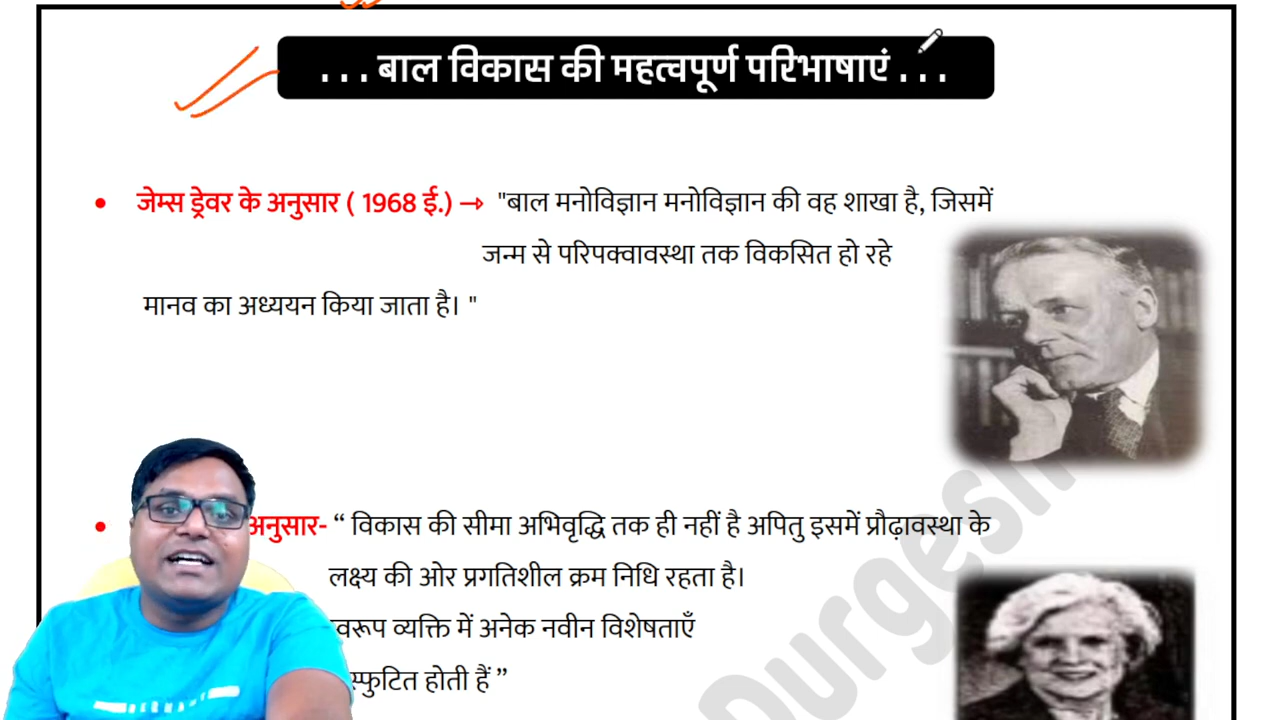 . . . बाल विकास की महत्वपूर्ण परिभाषाएं . . .
• जेम्स ड्रेवर के अनुसार ( 1968 ई.) → "बाल मनोविज्ञान मनोविज्ञान की वह शाखा है, जिसमें
जन्म से परिपक्वावस्था तक विकसित हो रहे
मानव का अध्ययन किया जाता है। "
• अनुसार- “ विकास की सीमा अभिवृद्धि तक ही नहीं है अपितु इसमें प्रौढ़ावस्था के
लक्ष्य की ओर प्रगतिशील क्रम निधि रहता है।
व्यक्ति में अनेक नवीन विशेषताएँ
होती हैं ”
Durgesh